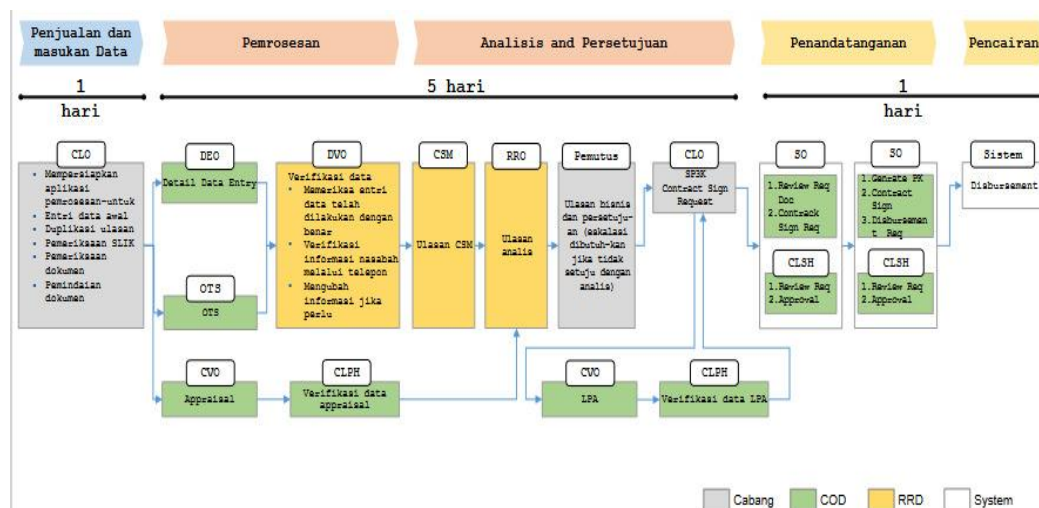 Penjualan dan
masukan Data
Pemrosesan
Analisis and Persetujuan
Penandatanganan
Pencairan
1
hari
5 hari
1
hari
CLO
• Mempersiapkan
aplikasi
pemrosesan-untuk
• Entri data awal
• Duplikasi ulasan
• Pemeriksaan SLIK
• Pemeriksaan
dokumen
• Pemindaian
dokumen
DEO
Detail Data Entry
OTS
OTS
DVO
Verifikasi data
• Memeriksa entri
data telah
dilakukan dengan
benar
• Verifikasi
informasi nasabah
melalui telepon
• Mengubah
informasi jika
perlu
CSM
Ulasan CSM
RRO
Ulasan
analis
Pemutus
Ulasan bisnis
dan persetuju-
an (eskalasi
dibutuh-kan
jika tidak
setuju dengan
analis)
CLO
SP3K
Contract Sign
Request
SO
1.Review Req
Doc
2.Contrack
Sign Req
CLSH
1.Review Req
2.Approval
SO
1.Genrate PK
2.Contract
Sign
3.Disbursemen
t Req
CLSH
1.Review Req
2.Approval
Sistem
Disbursement
CVO
Appraisal
CLPH
Verifikasi data
appraisal
CVO
LPA
CLPH
Verifikasi data LPA
Cabang
COD
RRD
System